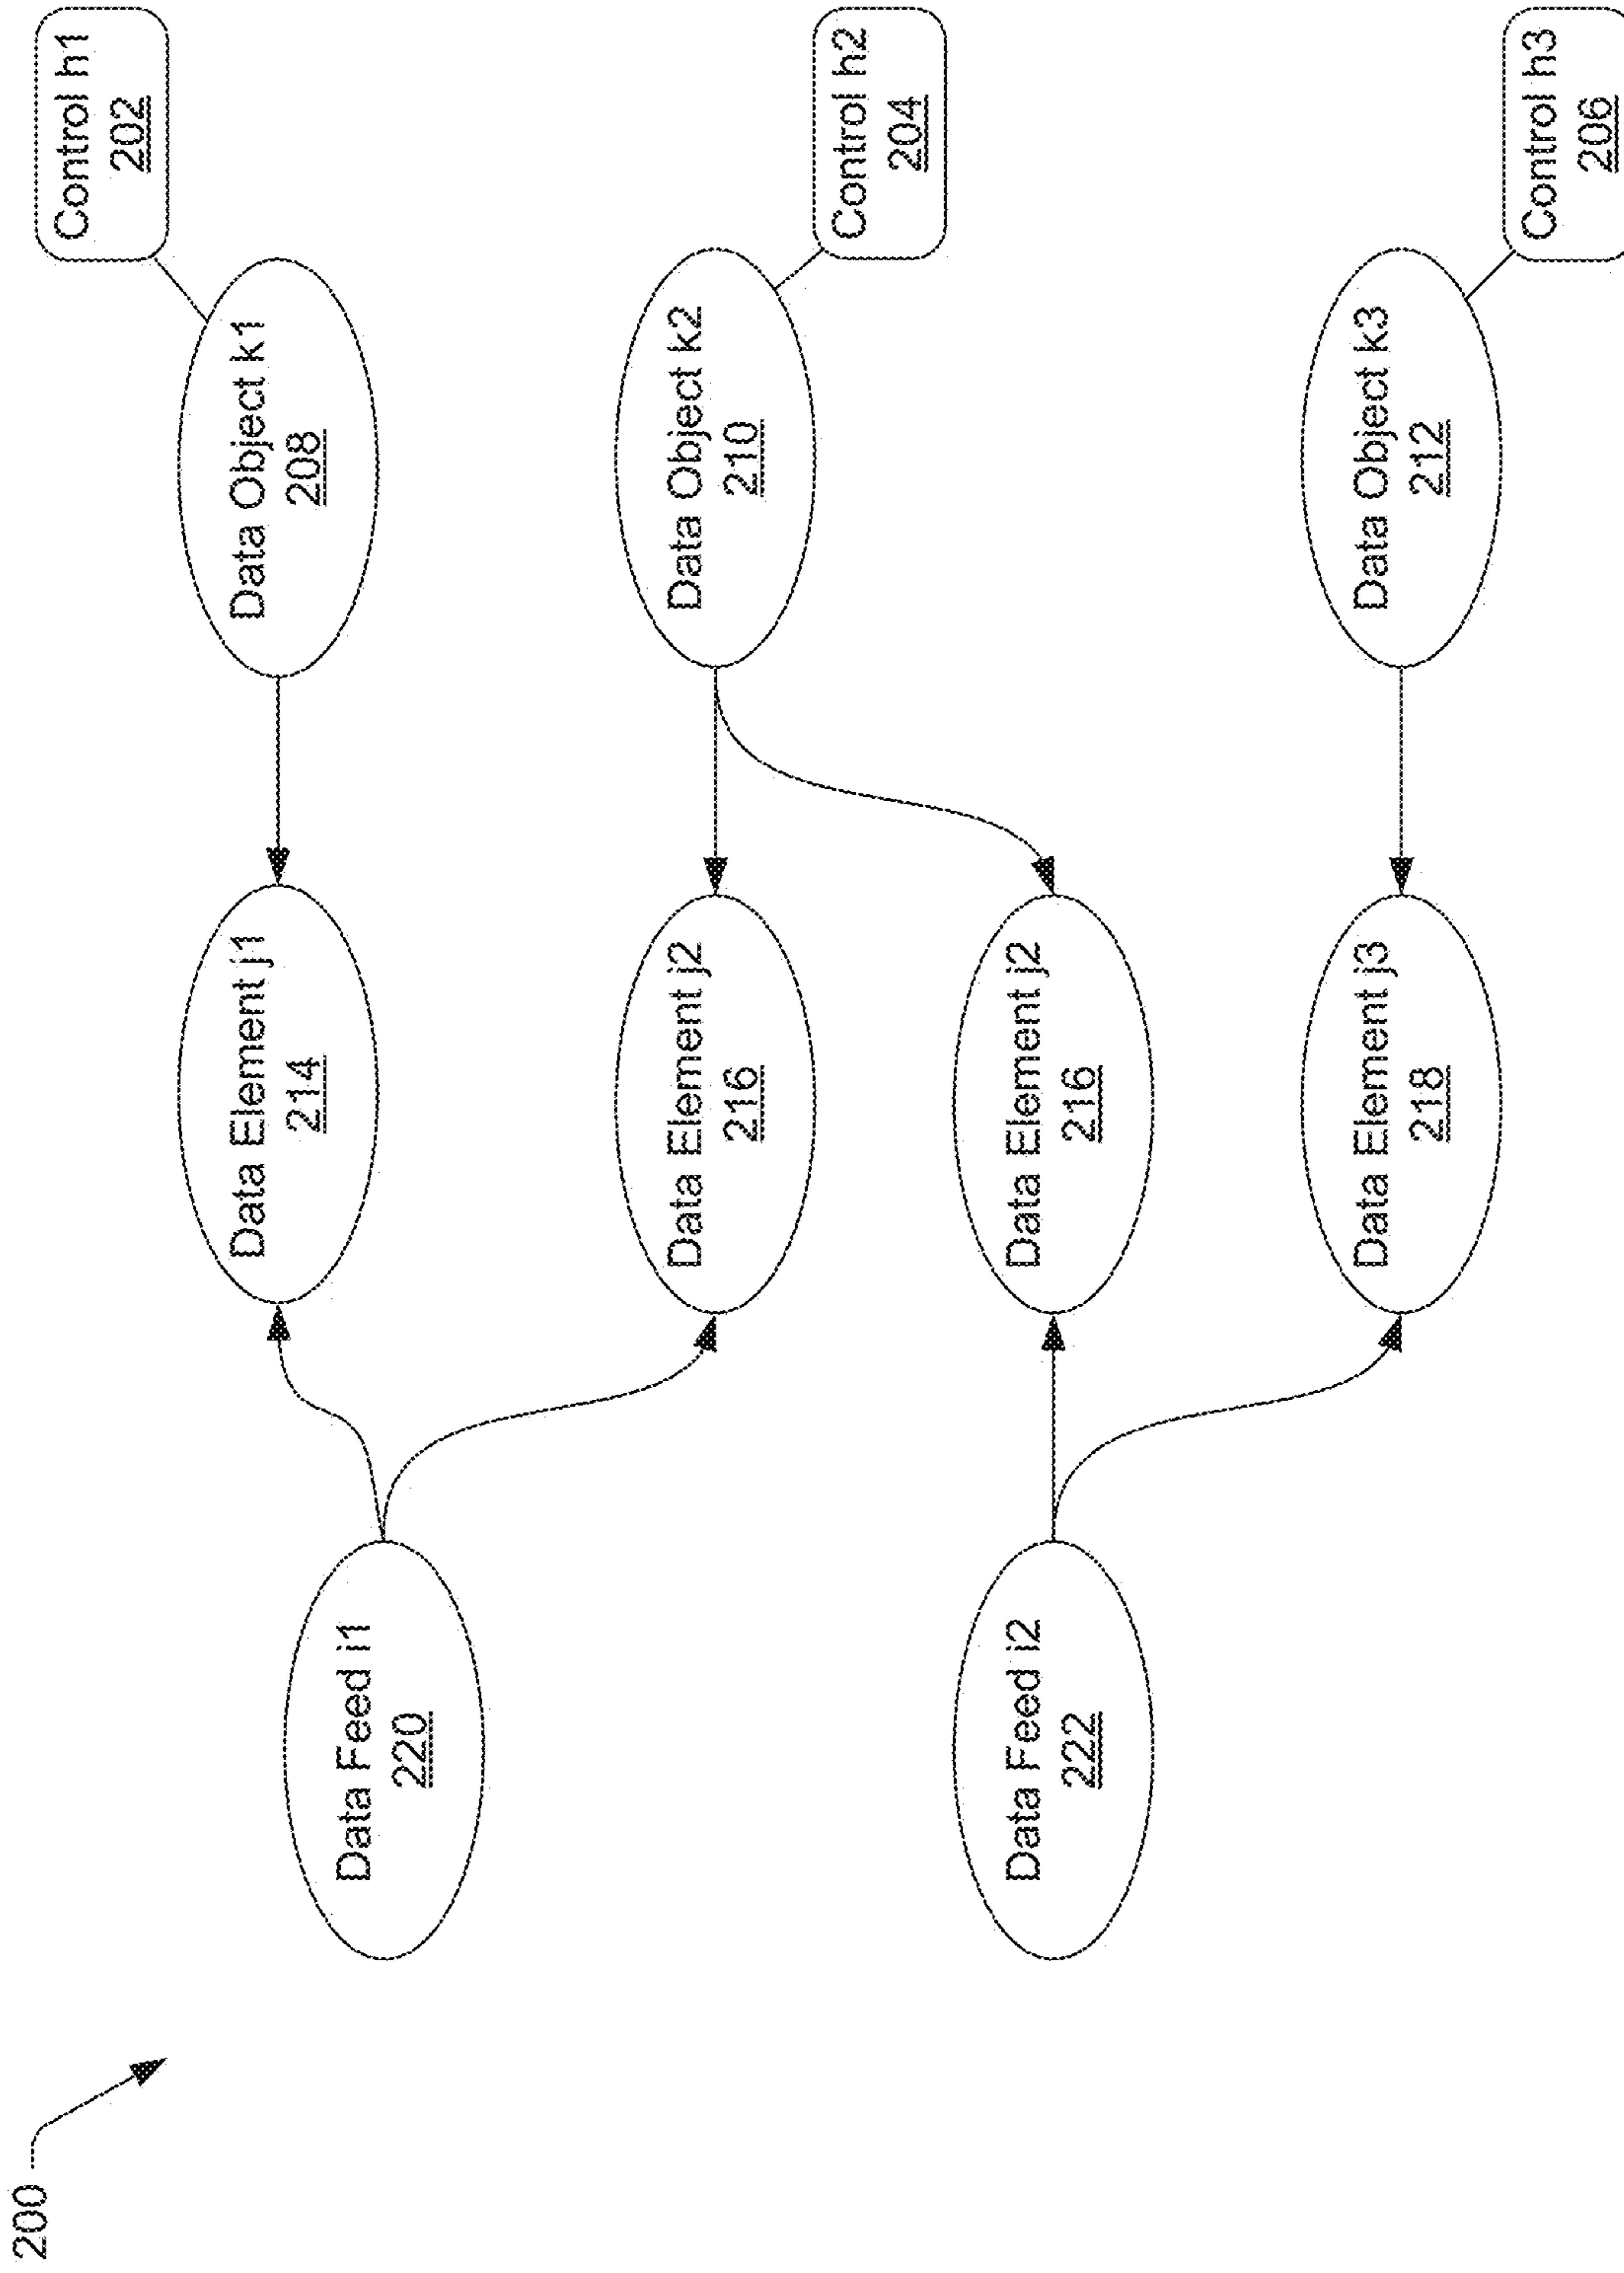 200
Data Feed i1
220
Data Feed i2
222
Data Element j1
214
Data Element j2
216
Data Element j2
216
Data Element j3
218
Data Object k1
208
Data Object k2
210
Data Object k3
212
Control h1
202
Control h2
204
Control h3
206